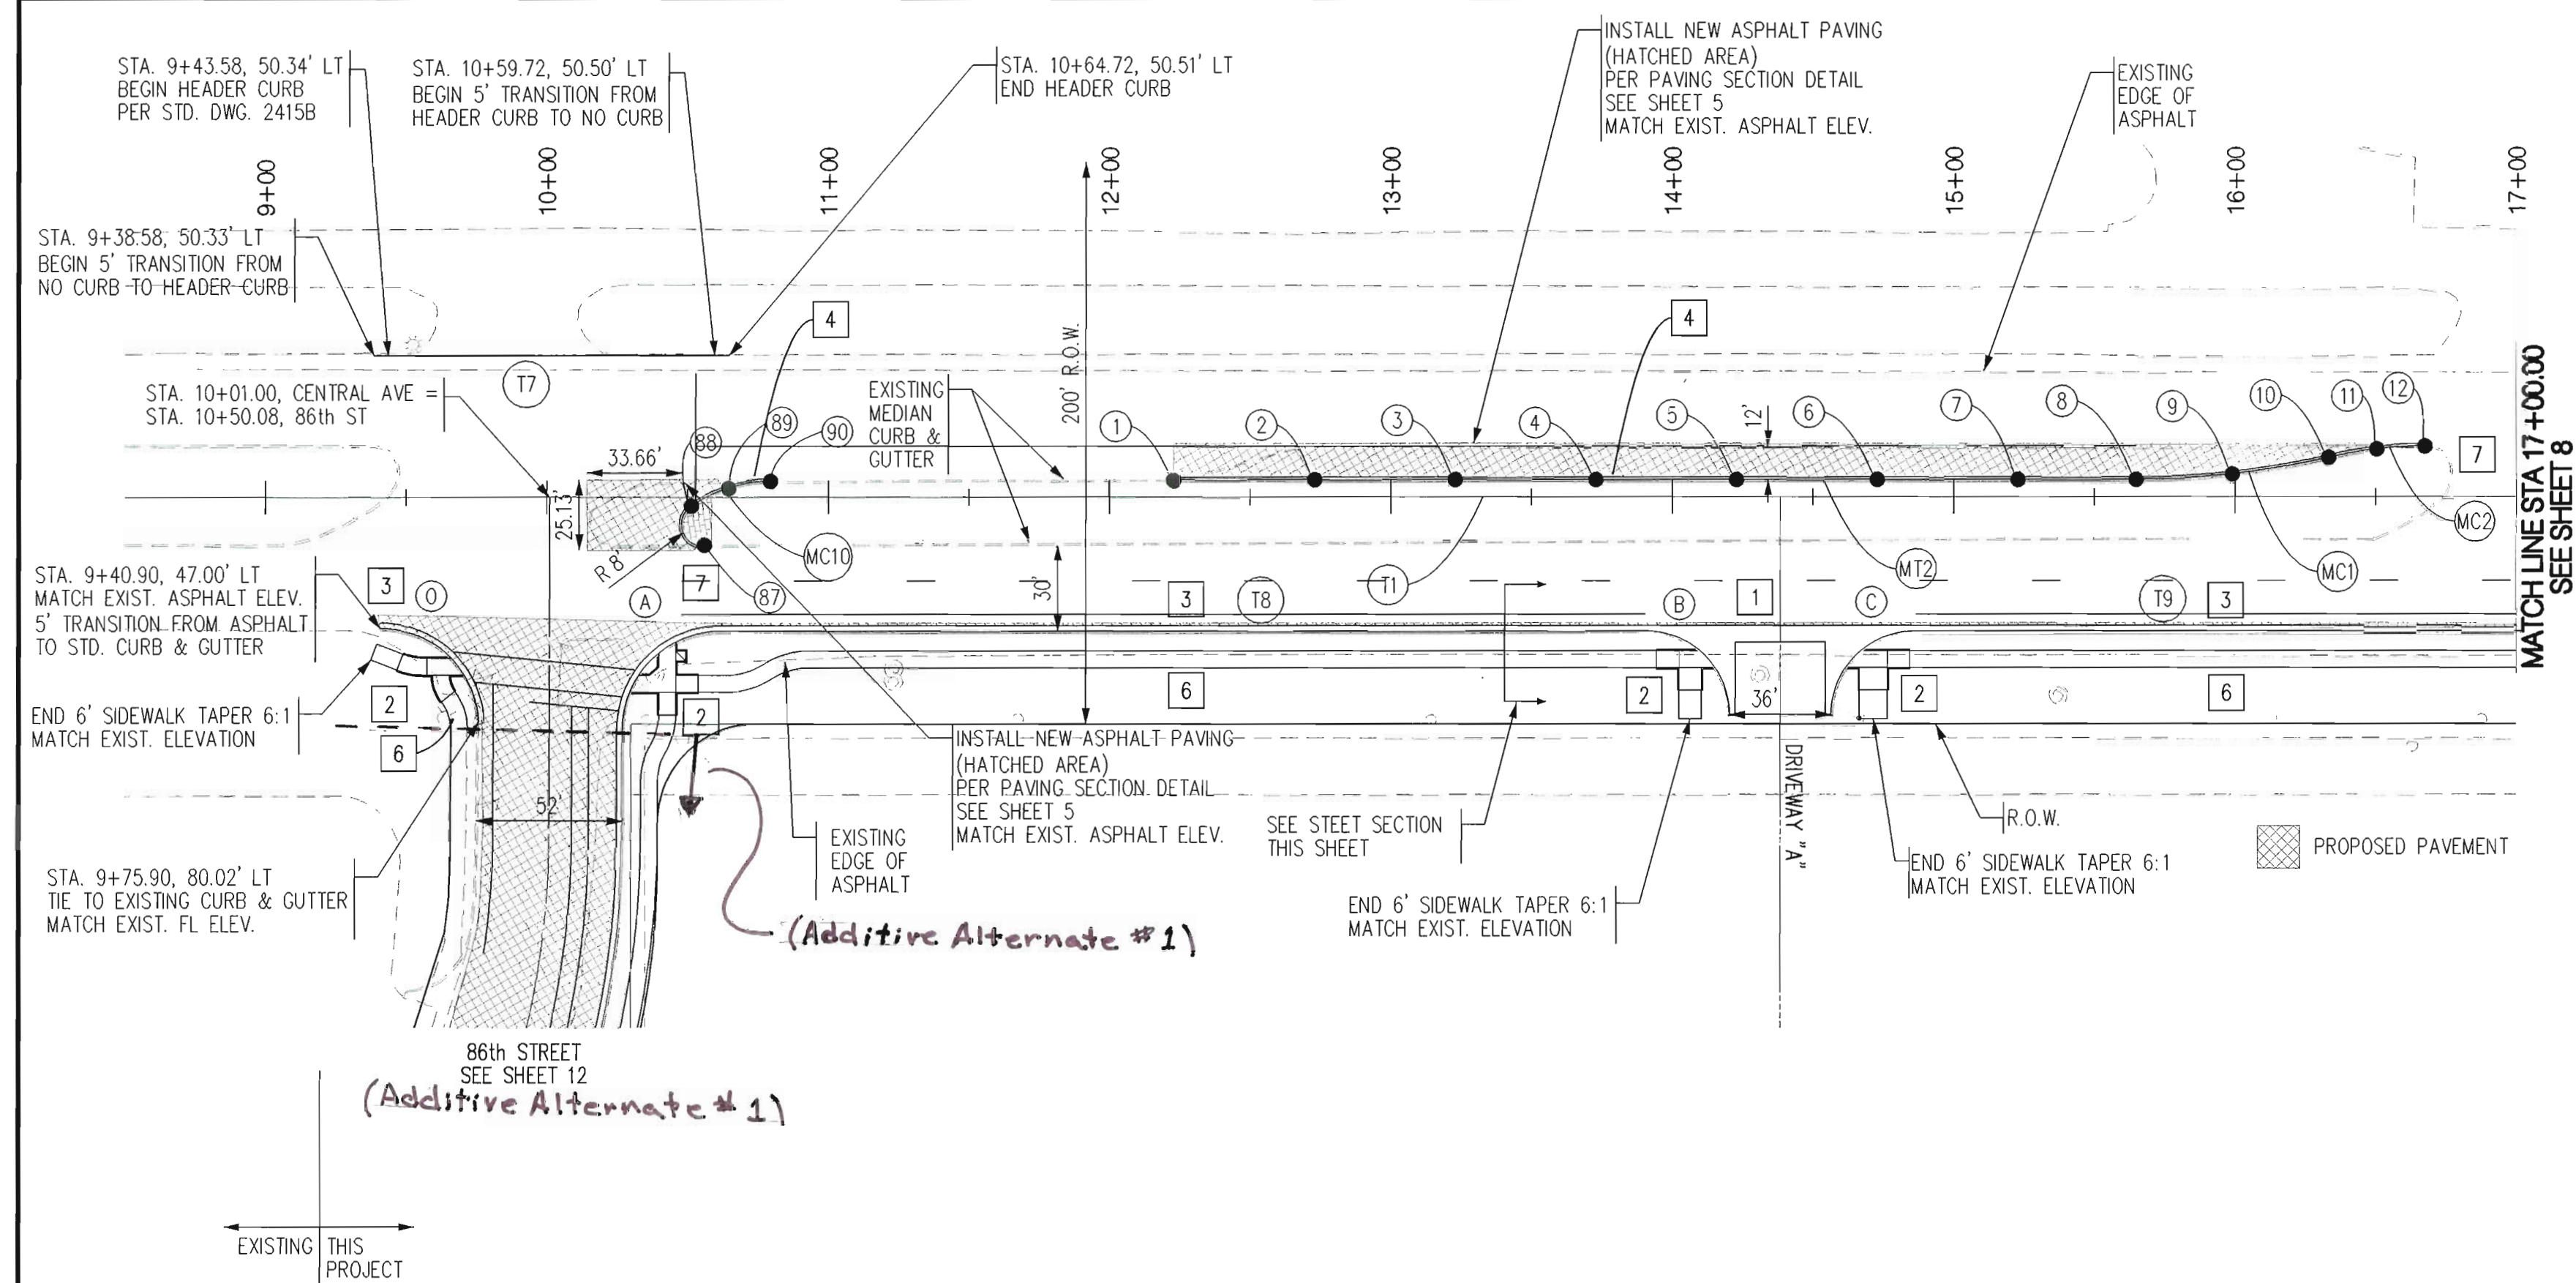 STA. 9+43.58, 50.34' LT
BEGIN HEADER CURB
PER STD. DWG. 2415B
STA. 10+59.72, 50.50' LT
BEGIN 5' TRANSITION FROM
HEADER CURB TO NO CURB
STA. 10+64.72, 50.51' LT
END HEADER CURB
INSTALL NEW ASPHALT PAVING
(HATCHED AREA)
PER PAVING SECTION DETAIL
SEE SHEET 5
MATCH EXIST. ASPHALT ELEV.
EXISTING
EDGE OF
ASPHALT
9+00
10+00
11+00
12+00
13+00
14+00
15+00
16+00
17+00
STA. 9+38.58, 50.33' LT
BEGIN 5' TRANSITION FROM
NO CURB TO HEADER CURB
4
4
200' R.O.W.
T7
STA. 10+01.00, CENTRAL AVE =
STA. 10+50.08, 86th ST
EXISTING
MEDIAN
CURB &
GUTTER
88
89
90
1
2
3
4
5
12'
6
7
8
9
10
11
12
7
33.66'
25.13'
R 8'
MC10
MC2
MC1
MT2
T1
MATCH LINE STA 17+00.00
SEE SHEET 8
STA. 9+40.90, 47.00' LT
MATCH EXIST. ASPHALT ELEV.
5' TRANSITION FROM ASPHALT
TO STD. CURB & GUTTER
3
O
A
7
87
30'
3
T8
B
1
C
T9
3
END 6' SIDEWALK TAPER 6:1
MATCH EXIST. ELEVATION
2
6
2
6
2
36'
2
6
INSTALL NEW ASPHALT PAVING
(HATCHED AREA)
PER PAVING SECTION DETAIL
SEE SHEET 5
MATCH EXIST. ASPHALT ELEV.
52'
EXISTING
EDGE OF
ASPHALT
SEE STEET SECTION
THIS SHEET
DRIVEWAY "A"
R.O.W.
PROPOSED PAVEMENT
END 6' SIDEWALK TAPER 6:1
MATCH EXIST. ELEVATION
END 6' SIDEWALK TAPER 6:1
MATCH EXIST. ELEVATION
STA. 9+75.90, 80.02' LT
TIE TO EXISTING CURB & GUTTER
MATCH EXIST. FL ELEV.
(Additive Alternate #1)
86th STREET
SEE SHEET 12
(Additive Alternate #1)
EXISTING
THIS
PROJECT